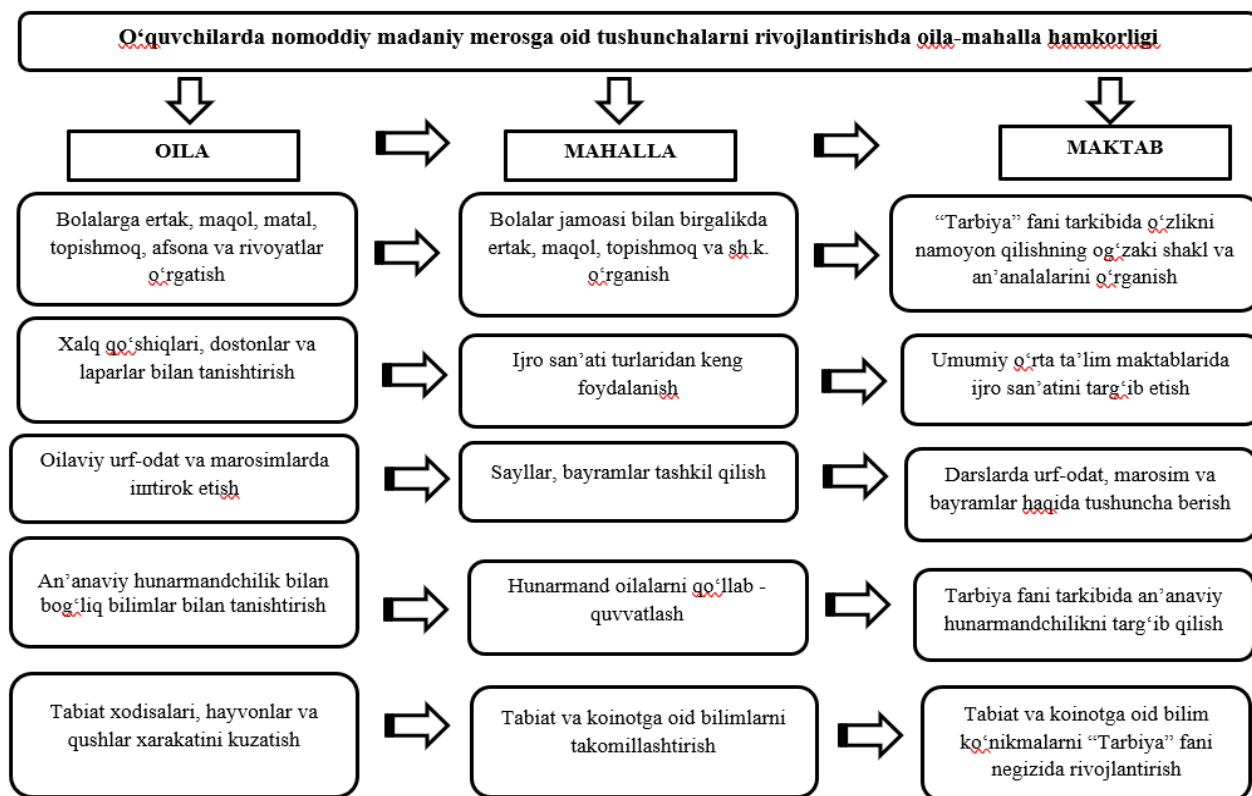 O‘quvchilarda nomoddiy madaniy merosga oid tushunchalarni rivojlantirishda oila-mahalla hamkorligi
OILA
MAHALLA
MAKTAB
Bolalarga ertak, maqol, matal,
topishmoq, afsona va rivoyatlar
o‘rgatish
Bolalar jamoasi bilan birgalikda
ertak, maqol, topishmoq va sh.k.
o‘rganish
“Tarbiya” fani tarkibida o‘zlikni
namoyon qilishning og‘zaki shakl va
an’analalarini o‘rganish
Xalq qo‘shiqlari, dostonlar va
laparlar bilan tanishtirish
Ijro san’ati turlaridan keng
foydalanish
Umumiy o‘rta ta’lim maktablarida
ijro san’atini targ‘ib etish
Oilaviy urf-odat va marosimlarda
iштirok etish
Sayllar, bayramlar tashkil qilish
Darslarda urf-odat, marosim va
bayramlar haqida tushuncha berish
An’anaviy hunarmandchilik bilan
bog‘liq bilimlar bilan tanishtirish
Hunarmand oilalarni qo‘llab -
quvvatlash
Tarbiya fani tarkibida an’anaviy
hunarmandchilikni targ‘ib qilish
Tabiat xodisalari, hayvonlar va
qushlar xarakatini kuzatish
Tabiat va koinotga oid bilimlarni
takomillashtirish
Tabiat va koinotga oid bilim
ko‘nikmalarni “Tarbiya” fani
negizida rivojlantirish